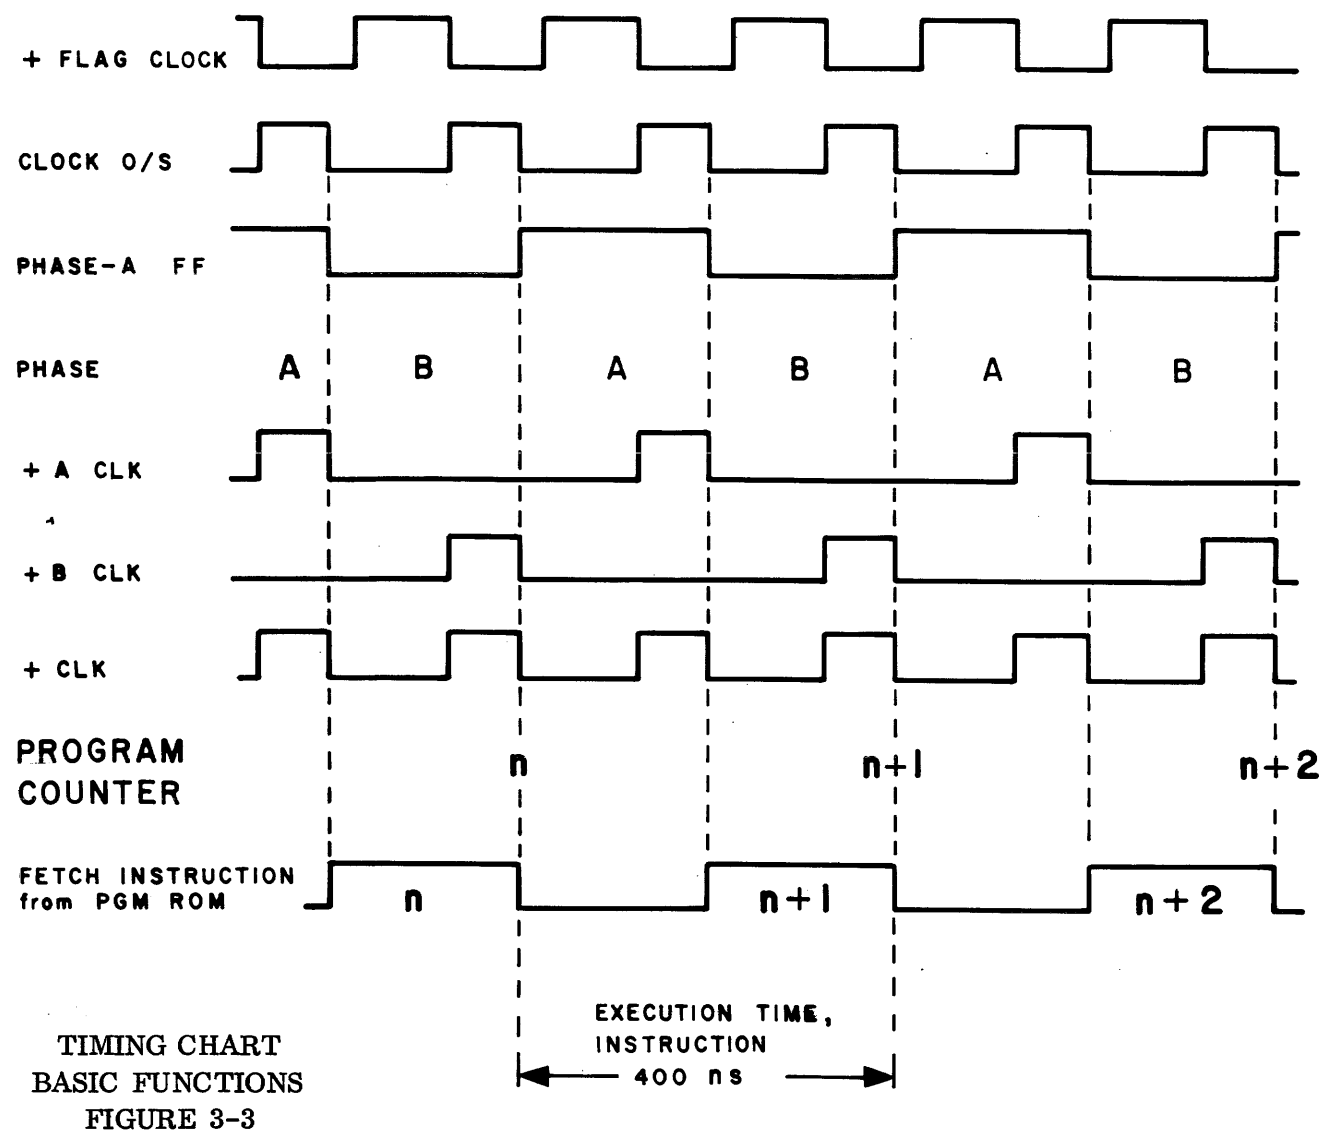 + FLAG CLOCK
CLOCK O/S
PHASE-A FF
PHASE A B A B A B
+ A CLK
+ B CLK
+ CLK
PROGRAM
COUNTER
n n+1 n+2
FETCH INSTRUCTION
from PGM ROM
n n+1 n+2
EXECUTION TIME,
INSTRUCTION
400 ns
TIMING CHART
BASIC FUNCTIONS
FIGURE 3-3